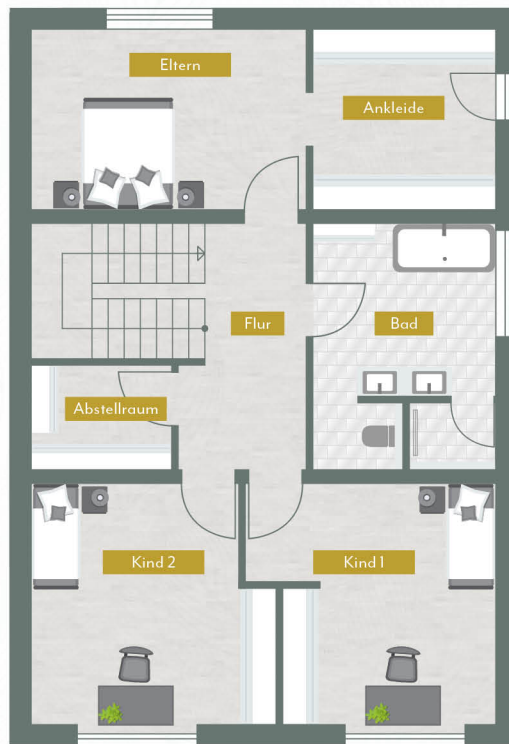 Eltern
Ankleide
Flur
Bad
Abstellraum
Kind 2
Kind 1